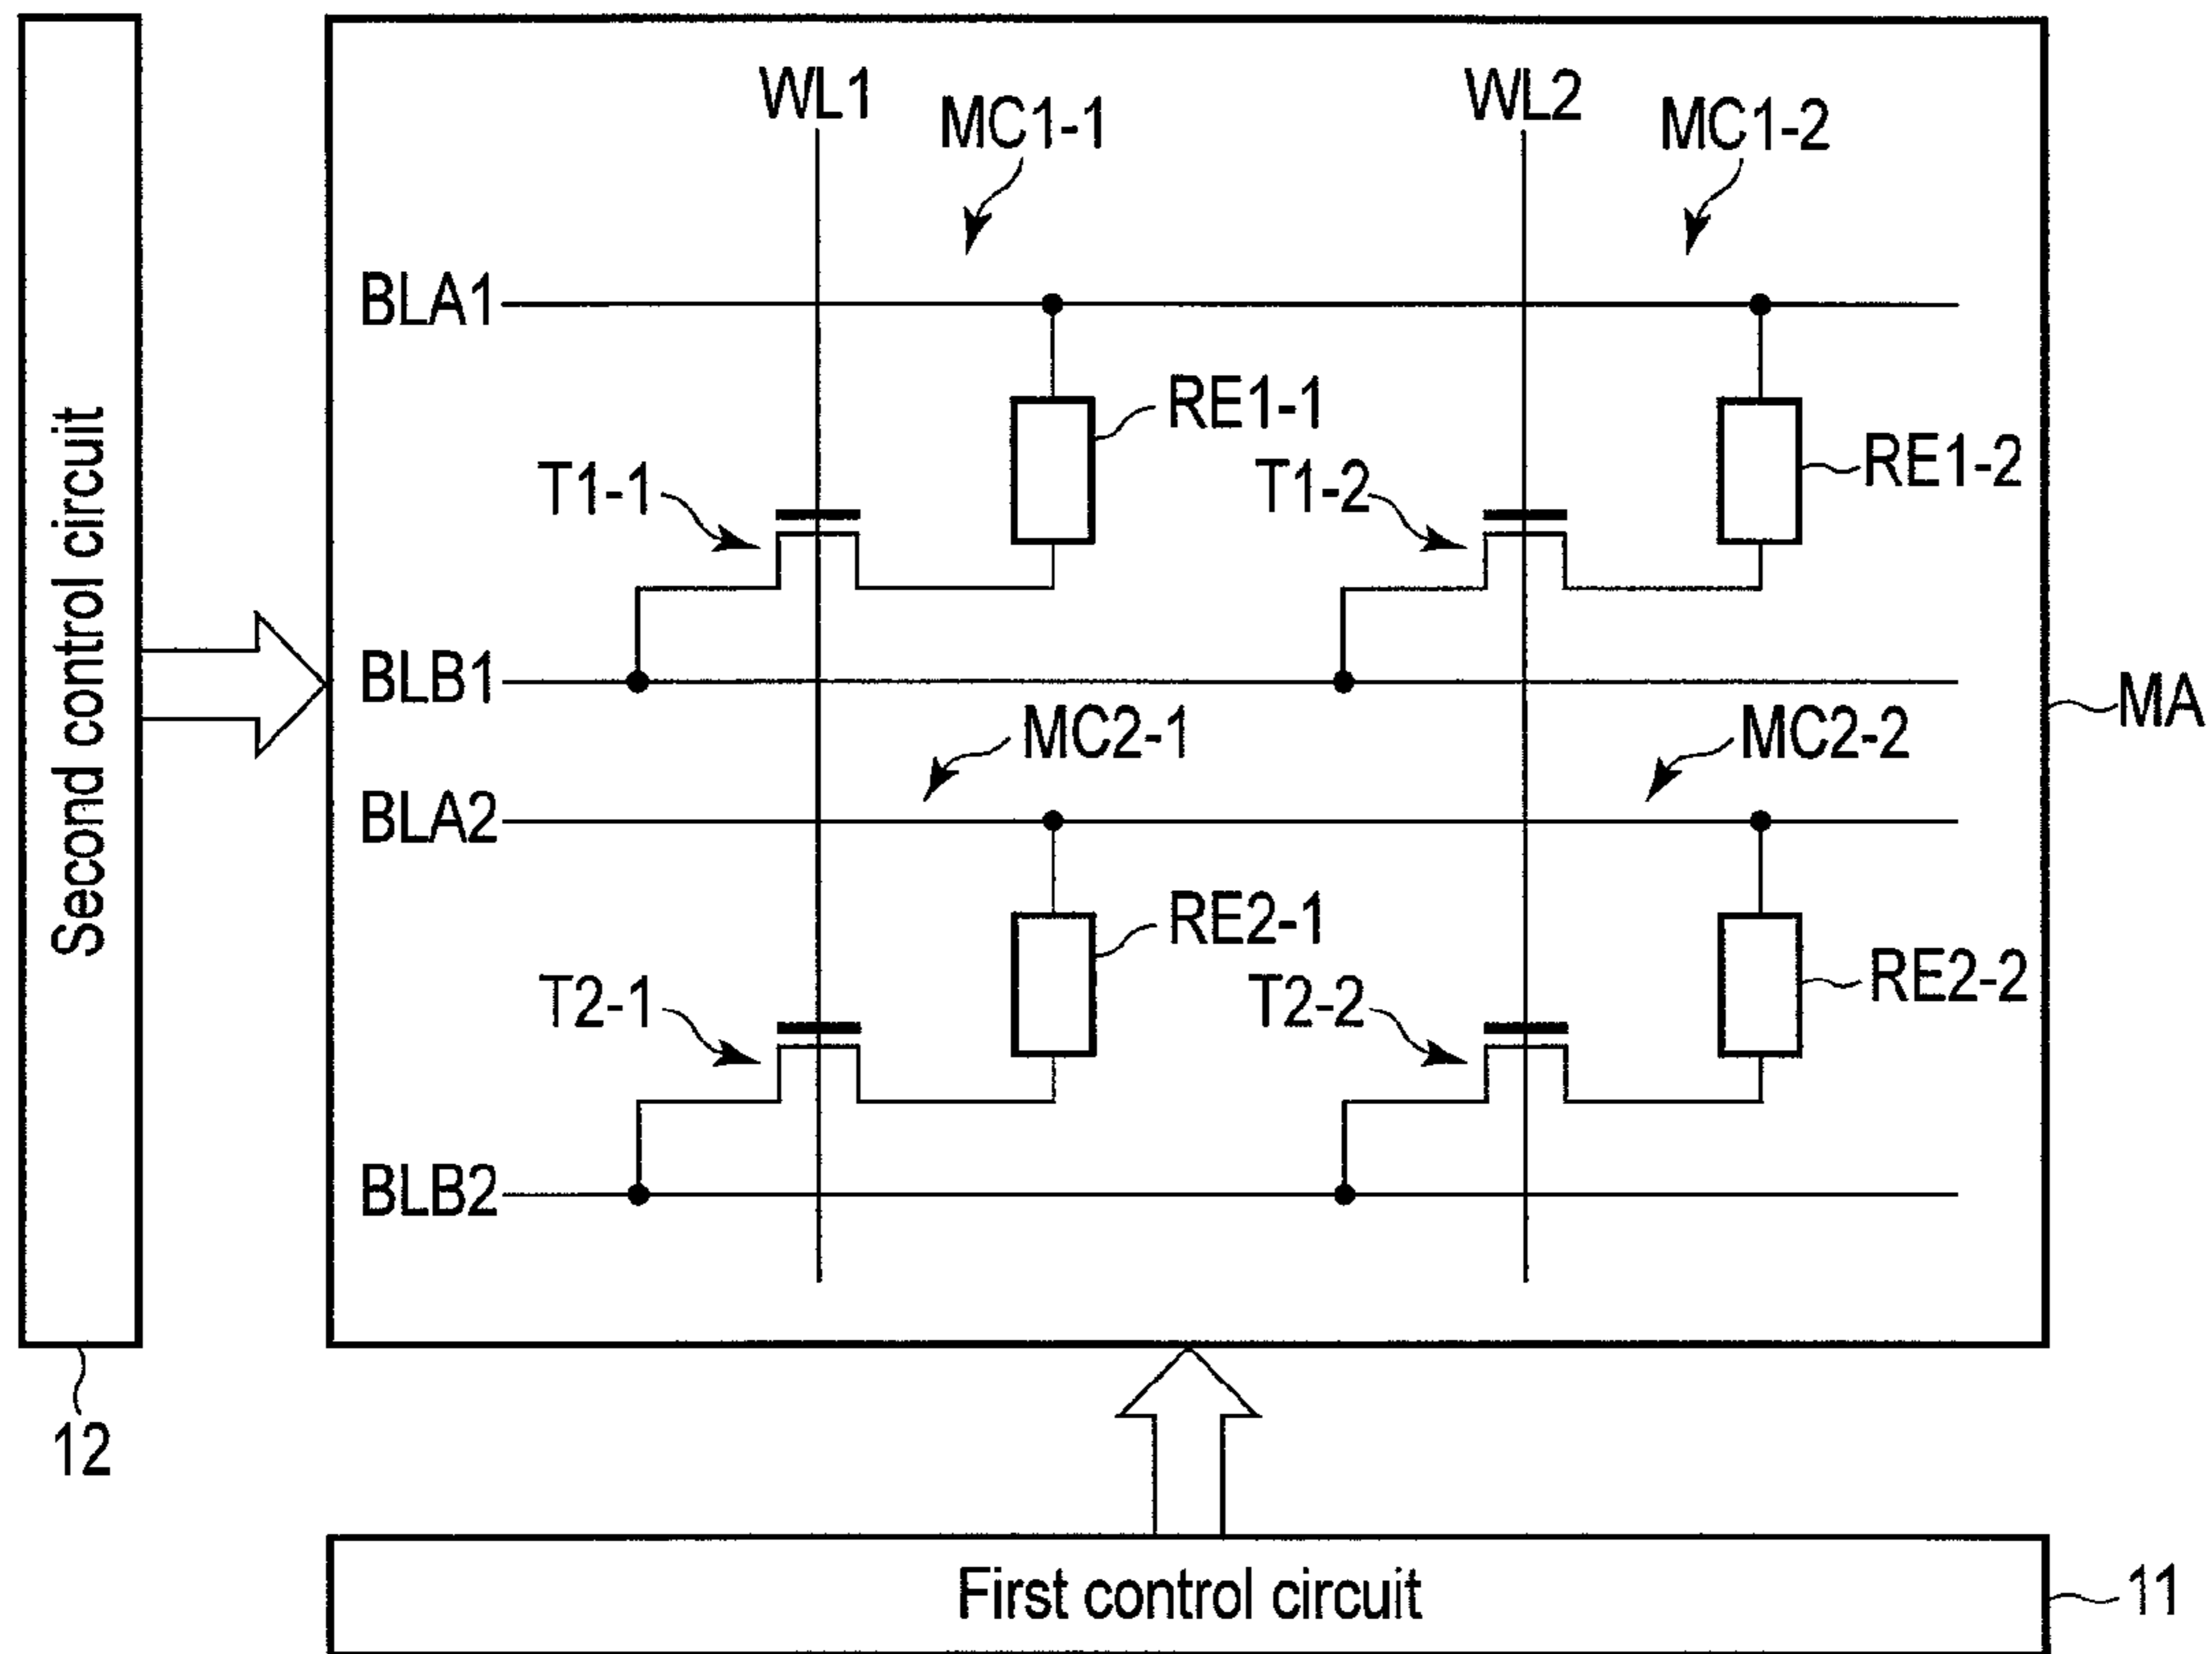 WL1
WL2
MC1-1
MC1-2
BLA1
RE1-1
RE1-2
T1-1
T1-2
BLB1
MC2-1
MC2-2
MA
BLA2
RE2-1
RE2-2
T2-1
T2-2
BLB2
Second control circuit
12
First control circuit
11